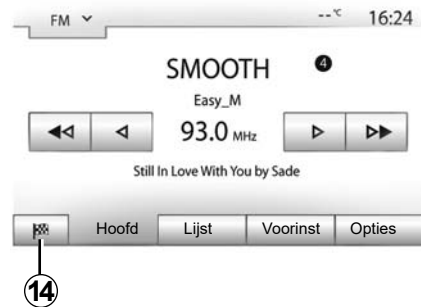 FM --°C 16:24
SMOOTH 4
Easy_M
93.0 MHz
Still In Love With You by Sade
Hoofd Lijst Voorinst Opties
14